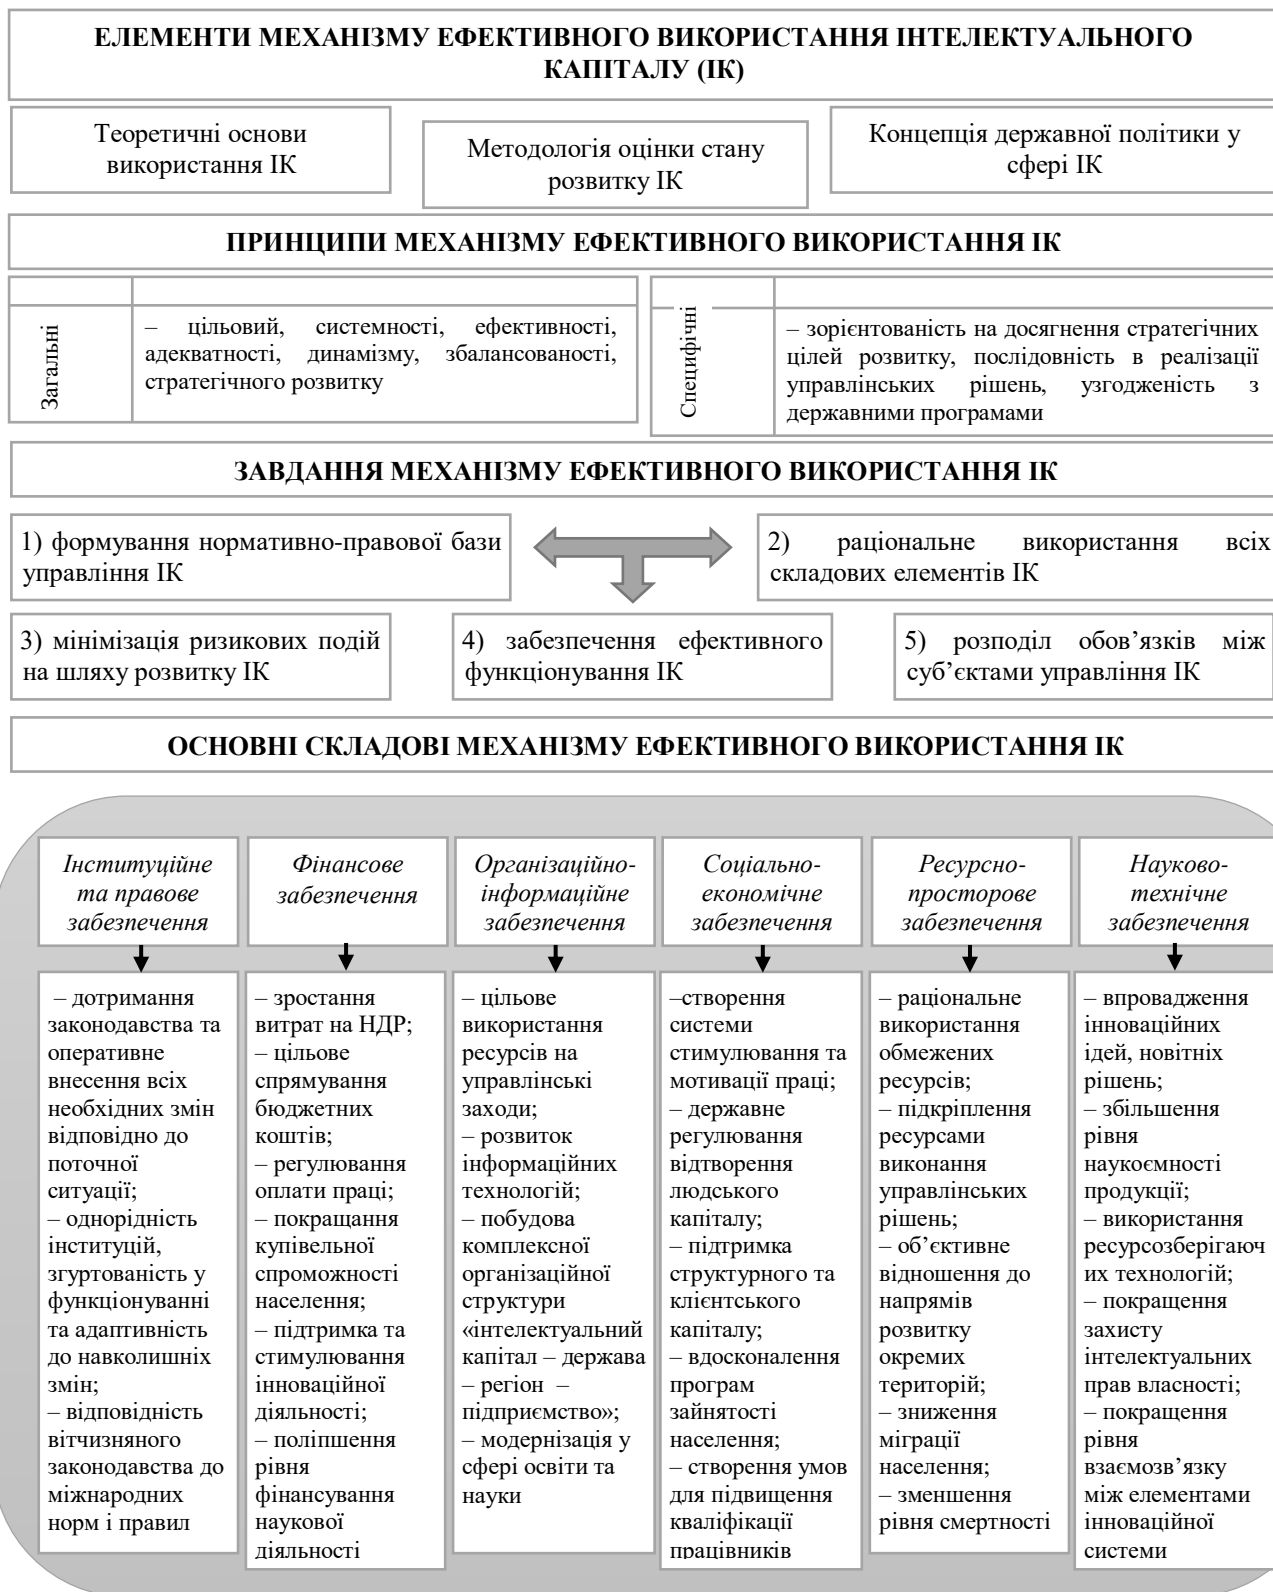 ЕЛЕМЕНТИ МЕХАНІЗМУ ЕФЕКТИВНОГО ВИКОРИСТАННЯ ІНТЕЛЕКТУАЛЬНОГО
КАПІТАЛУ (ІК)
Теоретичні основи
використання ІК
Методологія оцінки стану
розвитку ІК
Концепція державної політики у
сфері ІК
ПРИНЦИПИ МЕХАНІЗМУ ЕФЕКТИВНОГО ВИКОРИСТАННЯ ІК
Загальні
– цільовий, системності, ефективності,
адекватності, динамізму, збалансованості,
стратегічного розвитку
Специфічні
– зорієнтованість на досягнення стратегічних
цілей розвитку, послідовність в реалізації
управлінських рішень, узгодженість з
державними програмами
ЗАВДАННЯ МЕХАНІЗМУ ЕФЕКТИВНОГО ВИКОРИСТАННЯ ІК
1) формування нормативно-правової бази
управління ІК
2) раціональне використання всіх
складових елементів ІК
3) мінімізація ризикових подій
на шляху розвитку ІК
4) забезпечення ефективного
функціонування ІК
5) розподіл обов’язків між
суб’єктами управління ІК
ОСНОВНІ СКЛАДОВІ МЕХАНІЗМУ ЕФЕКТИВНОГО ВИКОРИСТАННЯ ІК
Інституційне
та правове
забезпечення
– дотримання
законодавства та
оперативне
внесення всіх
необхідних змін
відповідно до
поточної
ситуації;
– однорідність
інституцій,
згуртованість у
функціонуванні
та адаптивність
до навколишніх
змін;
– відповідність
вітчизняного
законодавства до
міжнародних
норм і правил
Фінансове
забезпечення
– зростання
витрат на НДР;
– цільове
спрямування
бюджетних
коштів;
– регулювання
оплати праці;
– покращання
купівельної
спроможності
населення;
– підтримка та
стимулювання
інноваційної
діяльності;
– поліпшення
рівня
фінансування
наукової
діяльності
Організаційно-
інформаційне
забезпечення
– цільове
використання
ресурсів на
управлінські
заходи;
– розвиток
інформаційних
технологій;
– побудова
комплексної
організаційної
структури
«інтелектуальний
капітал – держава
– регіон –
підприємство»;
– модернізація у
сфері освіти та
науки
Соціально-
економічне
забезпечення
–створення
системи
стимулювання та
мотивації праці;
– державне
регулювання
відтворення
людського
капіталу;
– підтримка
структурного та
клієнтського
капіталу;
– вдосконалення
програм
зайнятості
населення;
– створення умов
для підвищення
кваліфікації
працівників
Ресурсно-
просторове
забезпечення
– раціональне
використання
обмежених
ресурсів;
– підкріплення
ресурсами
виконання
управлінських
рішень;
– об’єктивне
відношення до
напрямів
розвитку
окремих
територій;
– зниження
міграції
населення;
– зменшення
рівня смертності
Науково-
технічне
забезпечення
– впровадження
інноваційних
ідей, новітніх
рішень;
– збільшення
рівня
наукоємності
продукції;
– використання
ресурсозберігаюч
их технологій;
– покращення
захисту
інтелектуальних
прав власності;
– покращення
рівня
взаємозв’язку
між елементами
інноваційної
системи